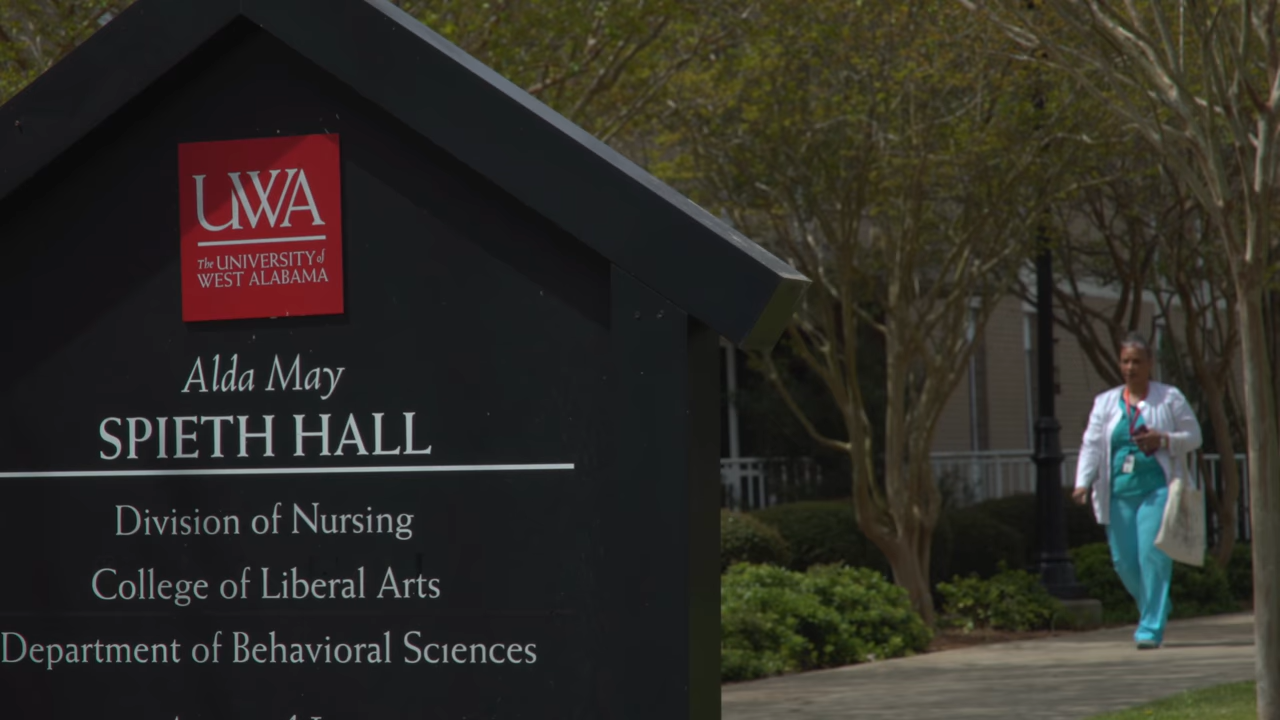 UWA
The UNIVERSITY of
WEST ALABAMA
Alda May
SPIETH HALL
Division of Nursing
College of Liberal Arts
Department of Behavioral Sciences